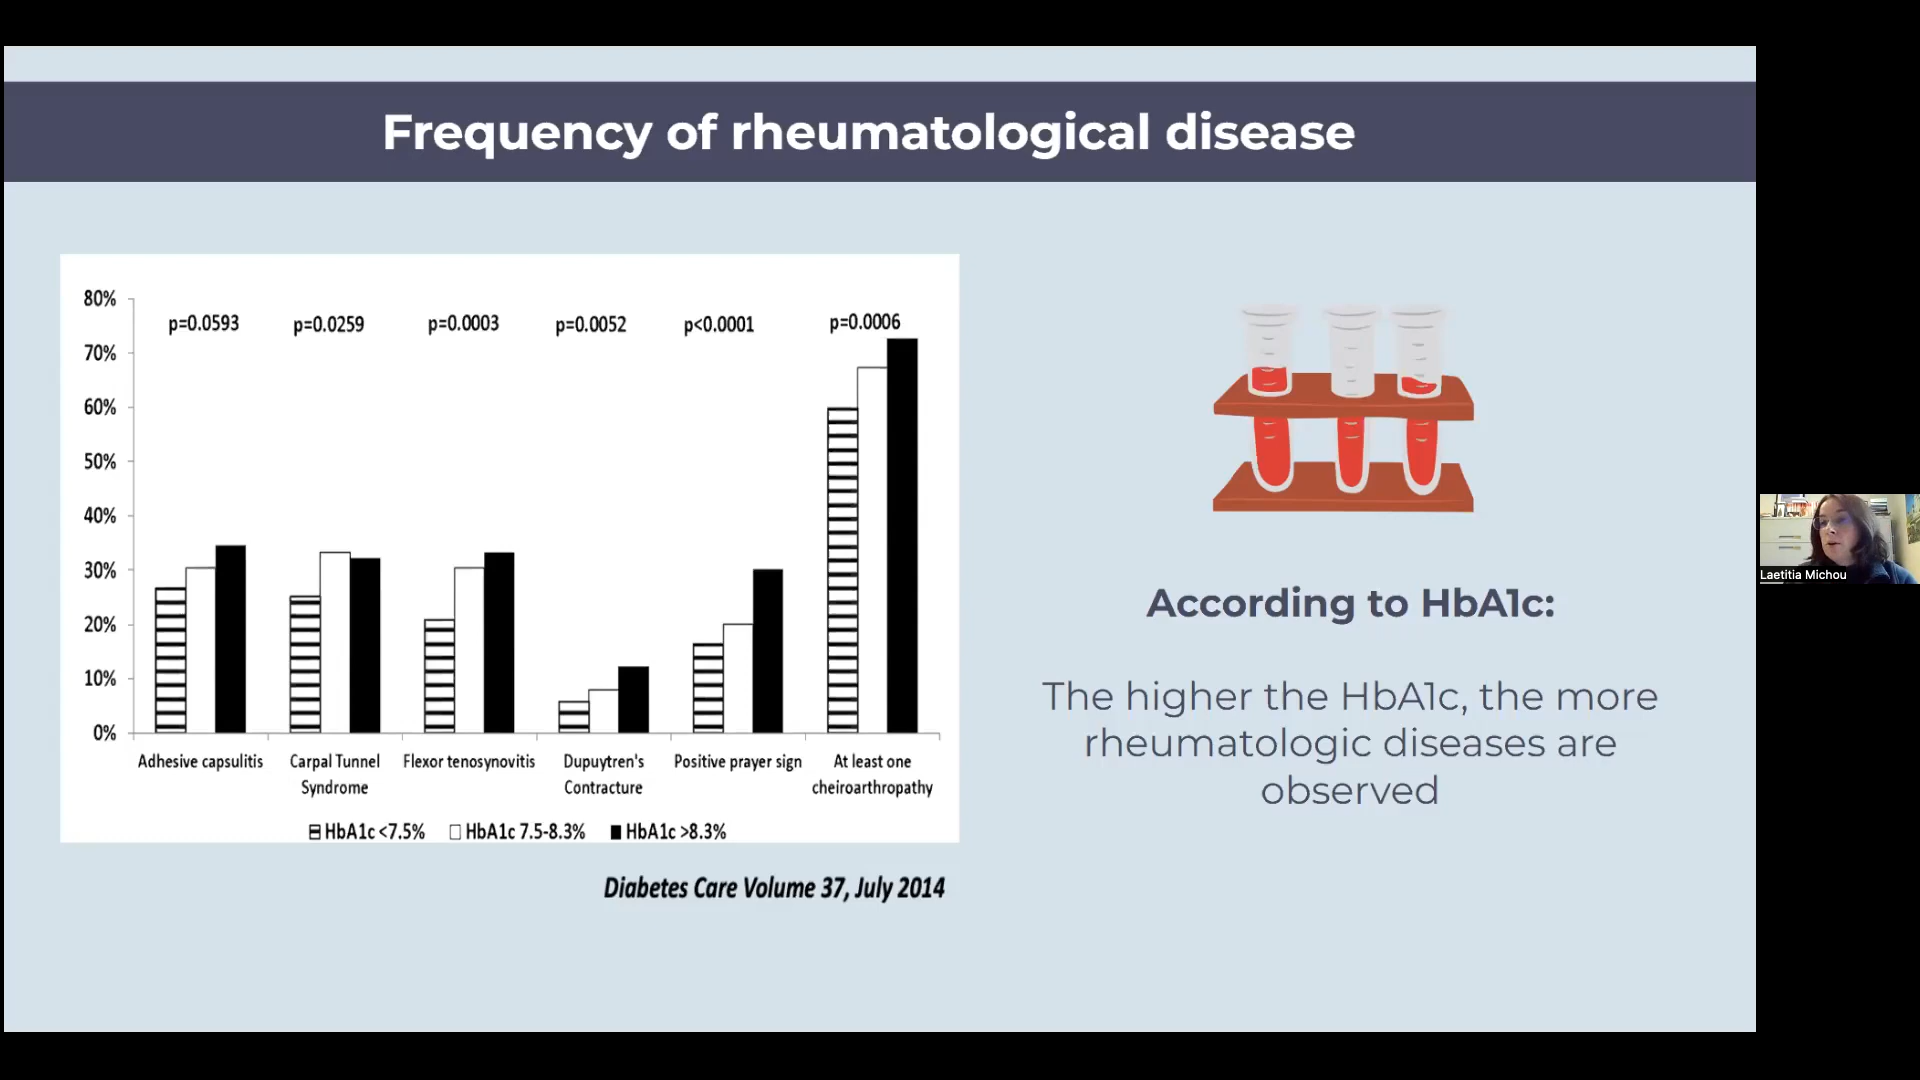 Frequency of rheumatological disease
80%
70%
60%
50%
40%
30%
20%
10%
0%
p=0.0593
p=0.0259
p=0.0003
p=0.0052
p<0.0001
p=0.0006
Adhesive capsulitis
Carpal Tunnel
Syndrome
Flexor tenosynovitis
Dupuytren's
Contracture
Positive prayer sign
At least one
cheiroarthropathy
HbA1c <7.5%
HbA1c 7.5-8.3%
HbA1c >8.3%
Diabetes Care Volume 37, July 2014
According to HbA1c:
The higher the HbA1c, the more
rheumatologic diseases are
observed
Laetitia Michou